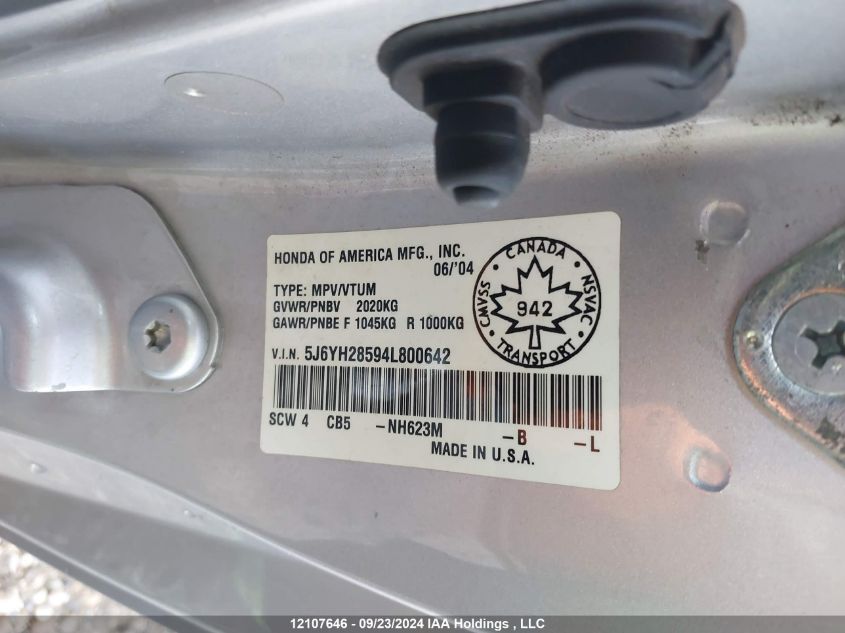 HONDA OF AMERICA MFG., INC.
06/'04
TYPE: MPV/VTUM
GVWR/PNBV 2020KG
GAWR/PNBE F 1045KG R 1000KG
V.I.N. 5J6YH28594L800642
SCW 4 CB5 -NH623M -B -L
MADE IN U.S.A.
CANADA
CMVSS
942
NSVAC
TRANSPORT
12107646 - 09/23/2024 IAA Holdings , LLC